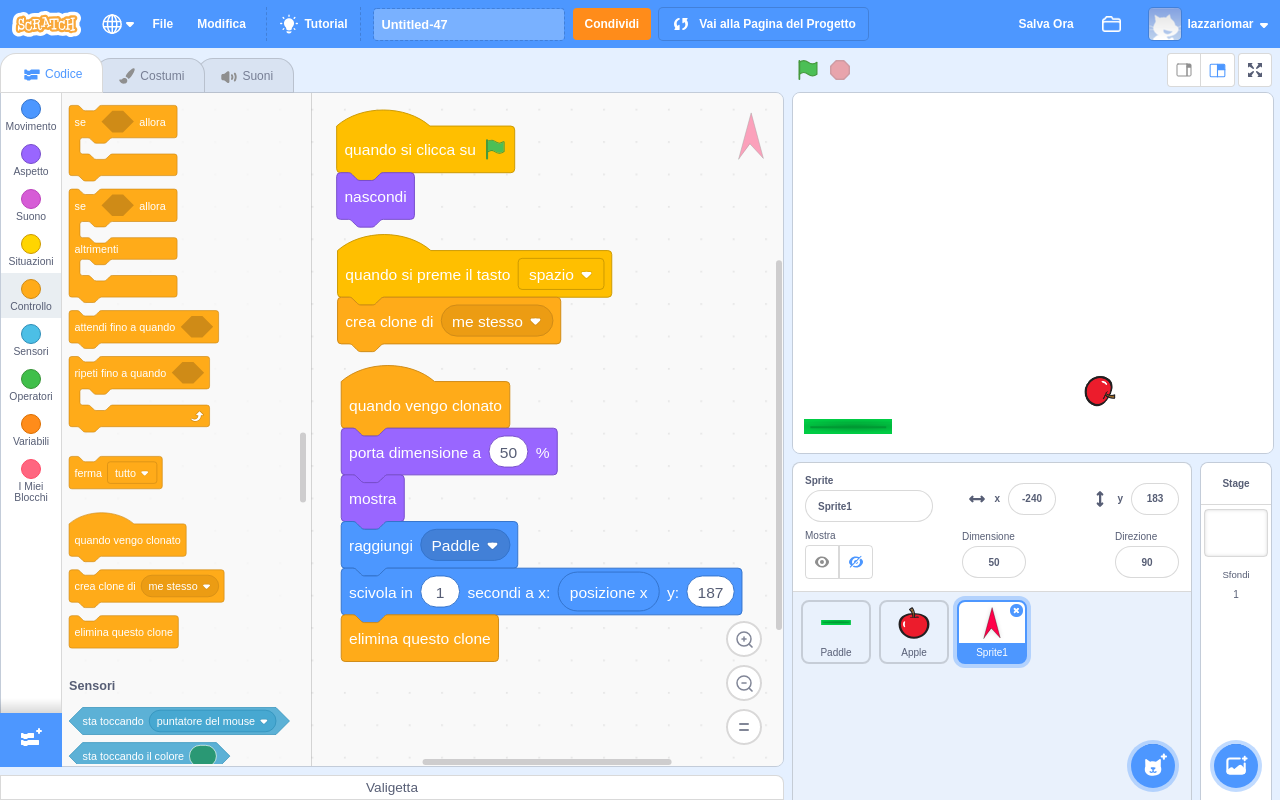 SCRATCH
File
Modifica
Tutorial
Untitled-47
Condividi
Vai alla Pagina del Progetto
Salva Ora
lazzariomar
Codice
Costumi
Suoni
Movimento
Aspetto
Suono
Situazioni
Controllo
Sensori
Operatori
Variabili
I Miei
Blocchi
se allora
se allora
altrimenti
attendi fino a quando
ripeti fino a quando
ferma tutto
quando vengo clonato
crea clone di me stesso
elimina questo clone
Sensori
sta toccando puntatore del mouse
sta toccando il colore
quando si clicca su
nascondi
quando si preme il tasto spazio
crea clone di me stesso
quando vengo clonato
porta dimensione a 50 %
mostra
raggiungi Paddle
scivola in 1 secondi a x: posizione x y: 187
elimina questo clone
Valigetta
Sprite
Sprite1
x -240
y 183
Mostra
Dimensione
50
Direzione
90
Paddle
Apple
Sprite1
Stage
Sfondi
1